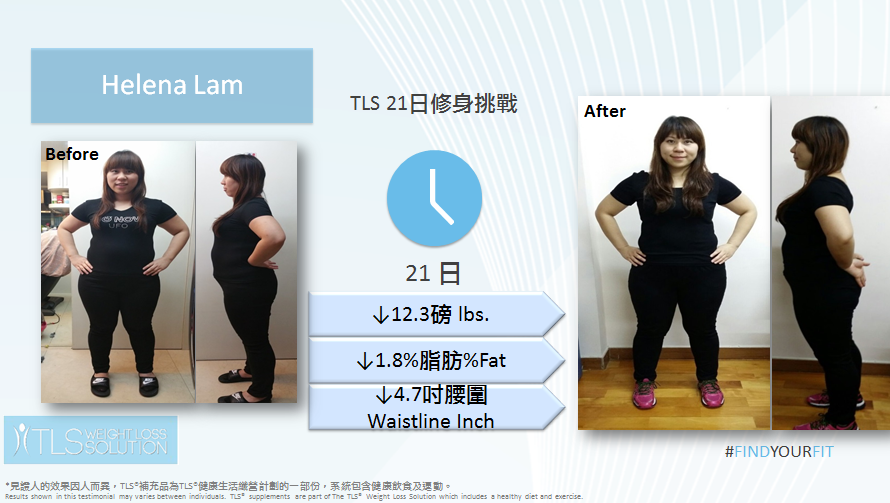 Helena Lam
TLS 21日修身挑戰
Before
O NOV
UFO
After
21 日
↓12.3磅 lbs.
↓1.8%脂肪%Fat
↓4.7吋腰圍
Waistline Inch
TLS WEIGHT LOSS
SOLUTION
#FINDYOURFIT
*見證人的效果因人而異，TLS®補充品為TLS®健康生活纖營計劃的一部份，系統包含健康飲食及運動。
Results shown in this testimonial may varies between individuals. TLS® supplements are part of The TLS® Weight Loss Solution which includes a healthy diet and exercise.